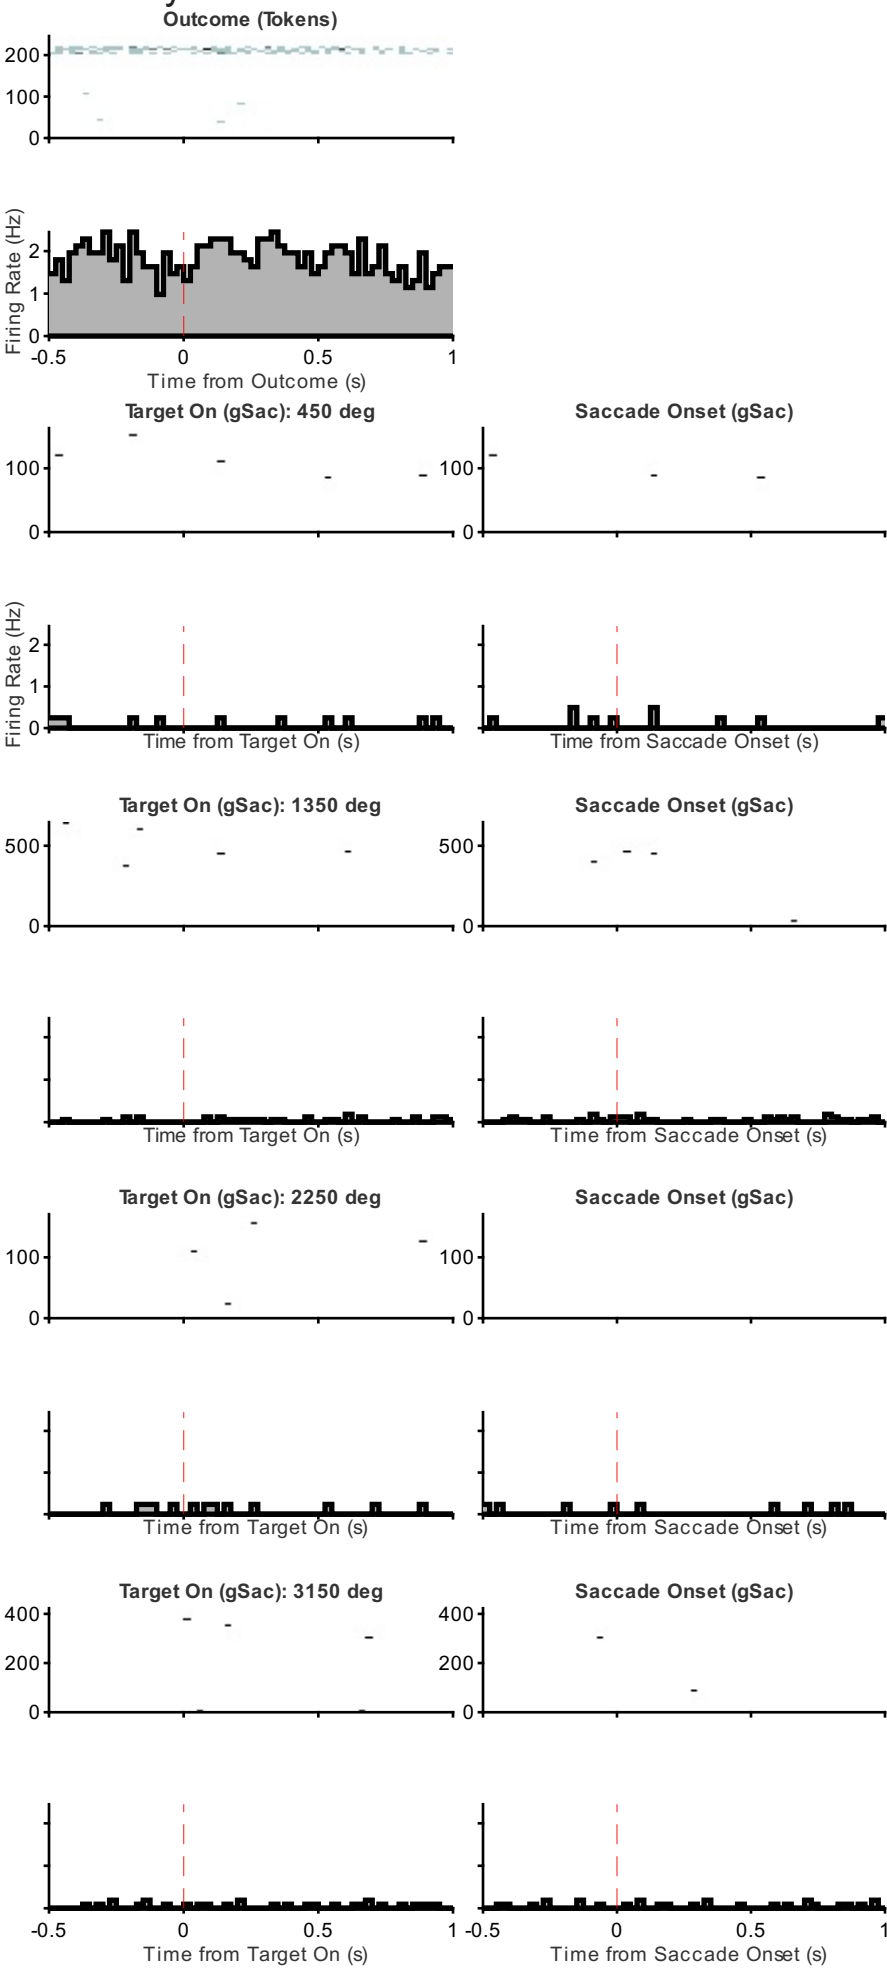 Outcome (Tokens)
200
100
0
Firing Rate (Hz)
2
1
0
-0.5 0 0.5 1
Time from Outcome (s)
Target On (gSac): 450 deg Saccade Onset (gSac)
100 100
0 0
Firing Rate (Hz)
2
1
0
Time from Target On (s) Time from Saccade Onset (s)
Target On (gSac): 1350 deg Saccade Onset (gSac)
500 500
0 0
Time from Target On (s) Time from Saccade Onset (s)
Target On (gSac): 2250 deg Saccade Onset (gSac)
100 100
0 0
Time from Target On (s) Time from Saccade Onset (s)
Target On (gSac): 3150 deg Saccade Onset (gSac)
400 400
200 200
0 0
-0.5 0 0.5 1 -0.5 0 0.5 1
Time from Target On (s) Time from Saccade Onset (s)